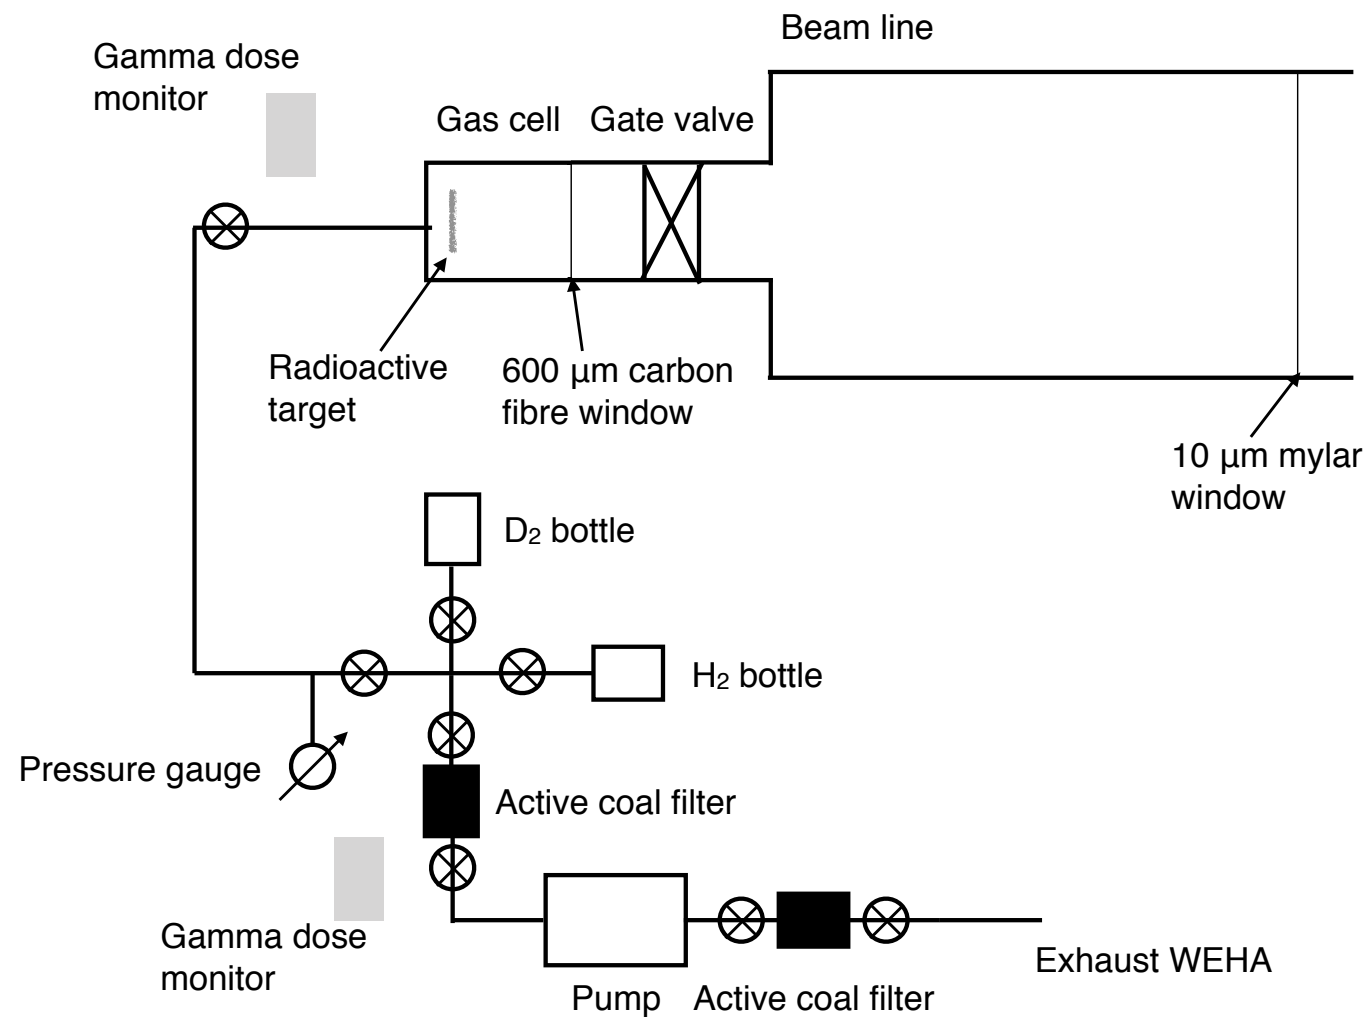 Beam line
Gamma dose
monitor
Gas cell
Gate valve
Radioactive
target
600 µm carbon
fibre window
10 µm mylar
window
D₂ bottle
H₂ bottle
Pressure gauge
Active coal filter
Gamma dose
monitor
Exhaust WEHA
Pump
Active coal filter